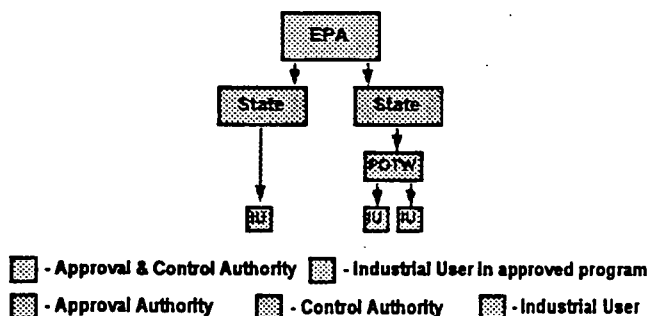 EPA
State State
POTW
IU IU IU
- Approval & Control Authority - Industrial User in approved program
- Approval Authority - Control Authority - Industrial User